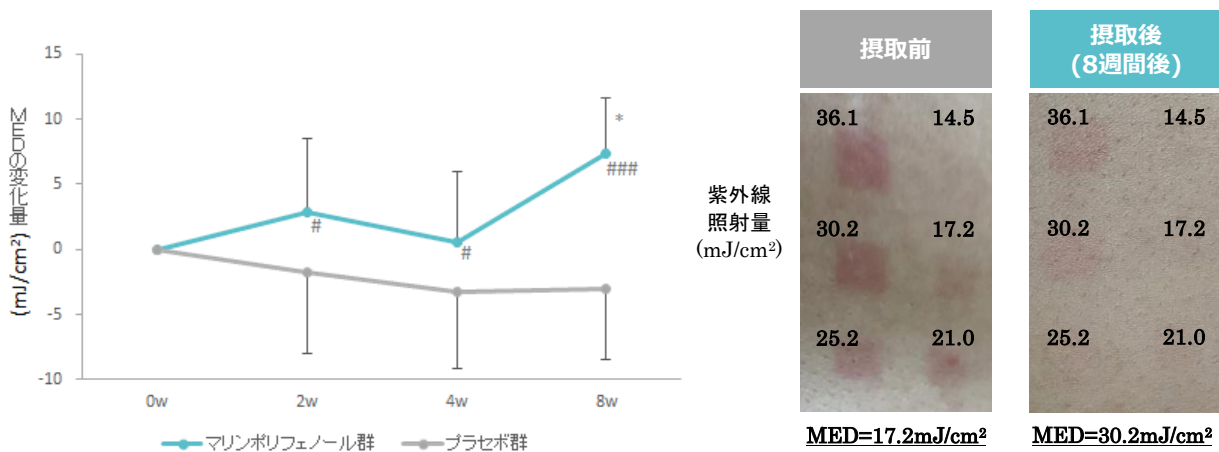 15
10
5
0
-5
-10
MEDの変化量
(mJ/cm²)
*
###
#
#
0w
2w
4w
8w
マリンポリフェノール群
プラセボ群
紫外線
照射量
(mJ/cm²)
摂取前
36.1 14.5
30.2 17.2
25.2 21.0
MED=17.2mJ/cm²
摂取後
(8週間後)
36.1 14.5
30.2 17.2
25.2 21.0
MED=30.2mJ/cm²